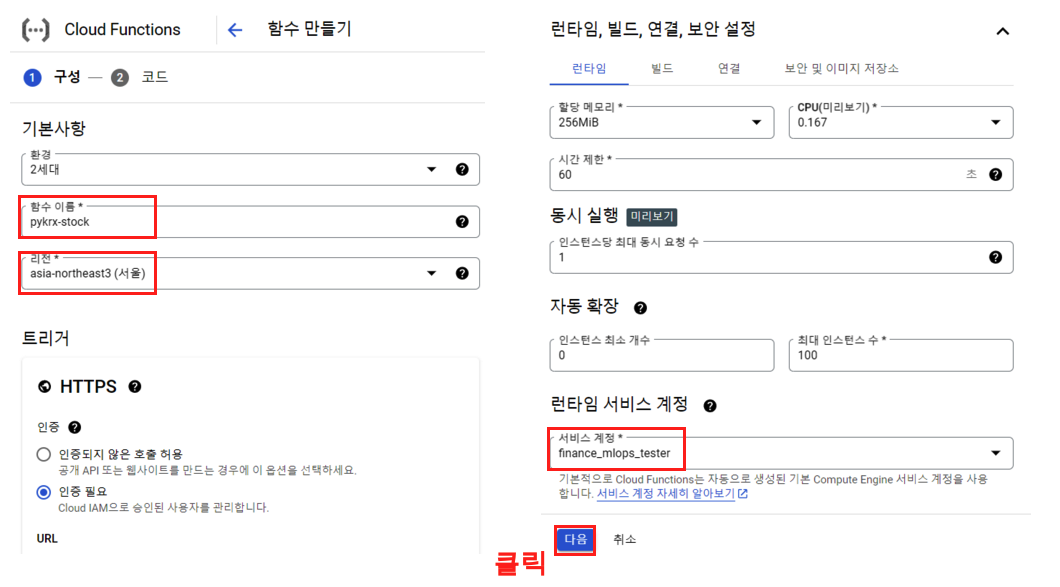 Cloud Functions
함수 만들기
1 구성 — 2 코드
기본사항
환경
2세대
함수 이름 *
pykrx-stock
리전 *
asia-northeast3 (서울)
트리거
HTTPS
인증
인증되지 않은 호출 허용
공개 API 또는 웹사이트를 만드는 경우에 이 옵션을 선택하세요.
인증 필요
Cloud IAM으로 승인된 사용자를 관리합니다.
URL
런타임, 빌드, 연결, 보안 설정
런타임 빌드 연결 보안 및 이미지 저장소
할당 메모리 *
256MiB
CPU(미리보기) *
0.167
시간 제한 *
60 초
동시 실행 미리보기
인스턴스당 최대 동시 요청 수
1
자동 확장
인스턴스 최소 개수
0
최대 인스턴스 수 *
100
런타임 서비스 계정
서비스 계정 *
finance_mlops_tester
기본적으로 Cloud Functions는 자동으로 생성된 기본 Compute Engine 서비스 계정을 사용
합니다. 서비스 계정 자세히 알아보기
다음 취소
클릭